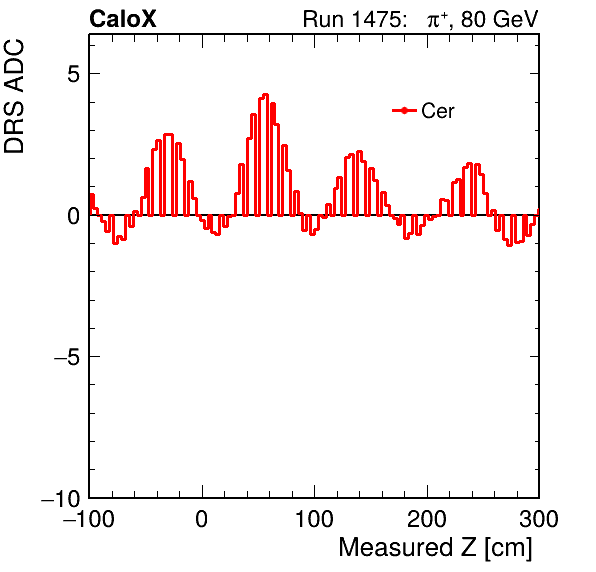 CaloX Run 1475: π⁺, 80 GeV
DRS ADC
5
Cer
0
−5
−10
−100 0 100 200 300
Measured Z [cm]